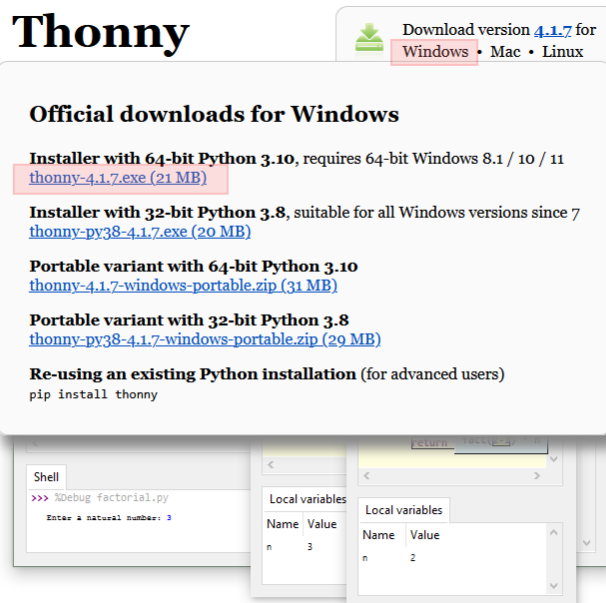 Thonny
Download version 4.1.7 for
Windows • Mac • Linux
Official downloads for Windows
Installer with 64-bit Python 3.10, requires 64-bit Windows 8.1 / 10 / 11
thonny-4.1.7.exe (21 MB)
Installer with 32-bit Python 3.8, suitable for all Windows versions since 7
thonny-py38-4.1.7.exe (20 MB)
Portable variant with 64-bit Python 3.10
thonny-4.1.7-windows-portable.zip (31 MB)
Portable variant with 32-bit Python 3.8
thonny-py38-4.1.7-windows-portable.zip (29 MB)
Re-using an existing Python installation (for advanced users)
pip install thonny
return
Shell
>>> %Debug factorial.py
Enter a natural number: 3
Local variables
Name Value
n 3
Local variables
Name Value
n 2